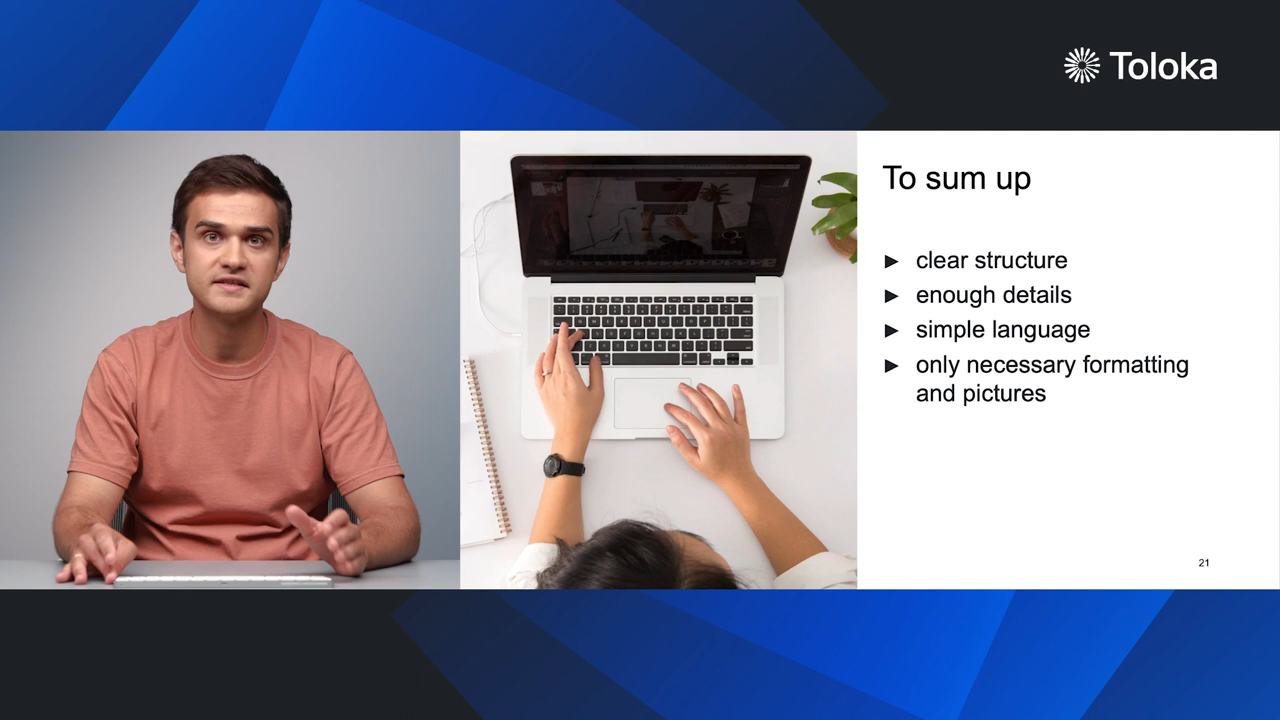 Toloka
To sum up
► clear structure
► enough details
► simple language
► only necessary formatting
and pictures
21